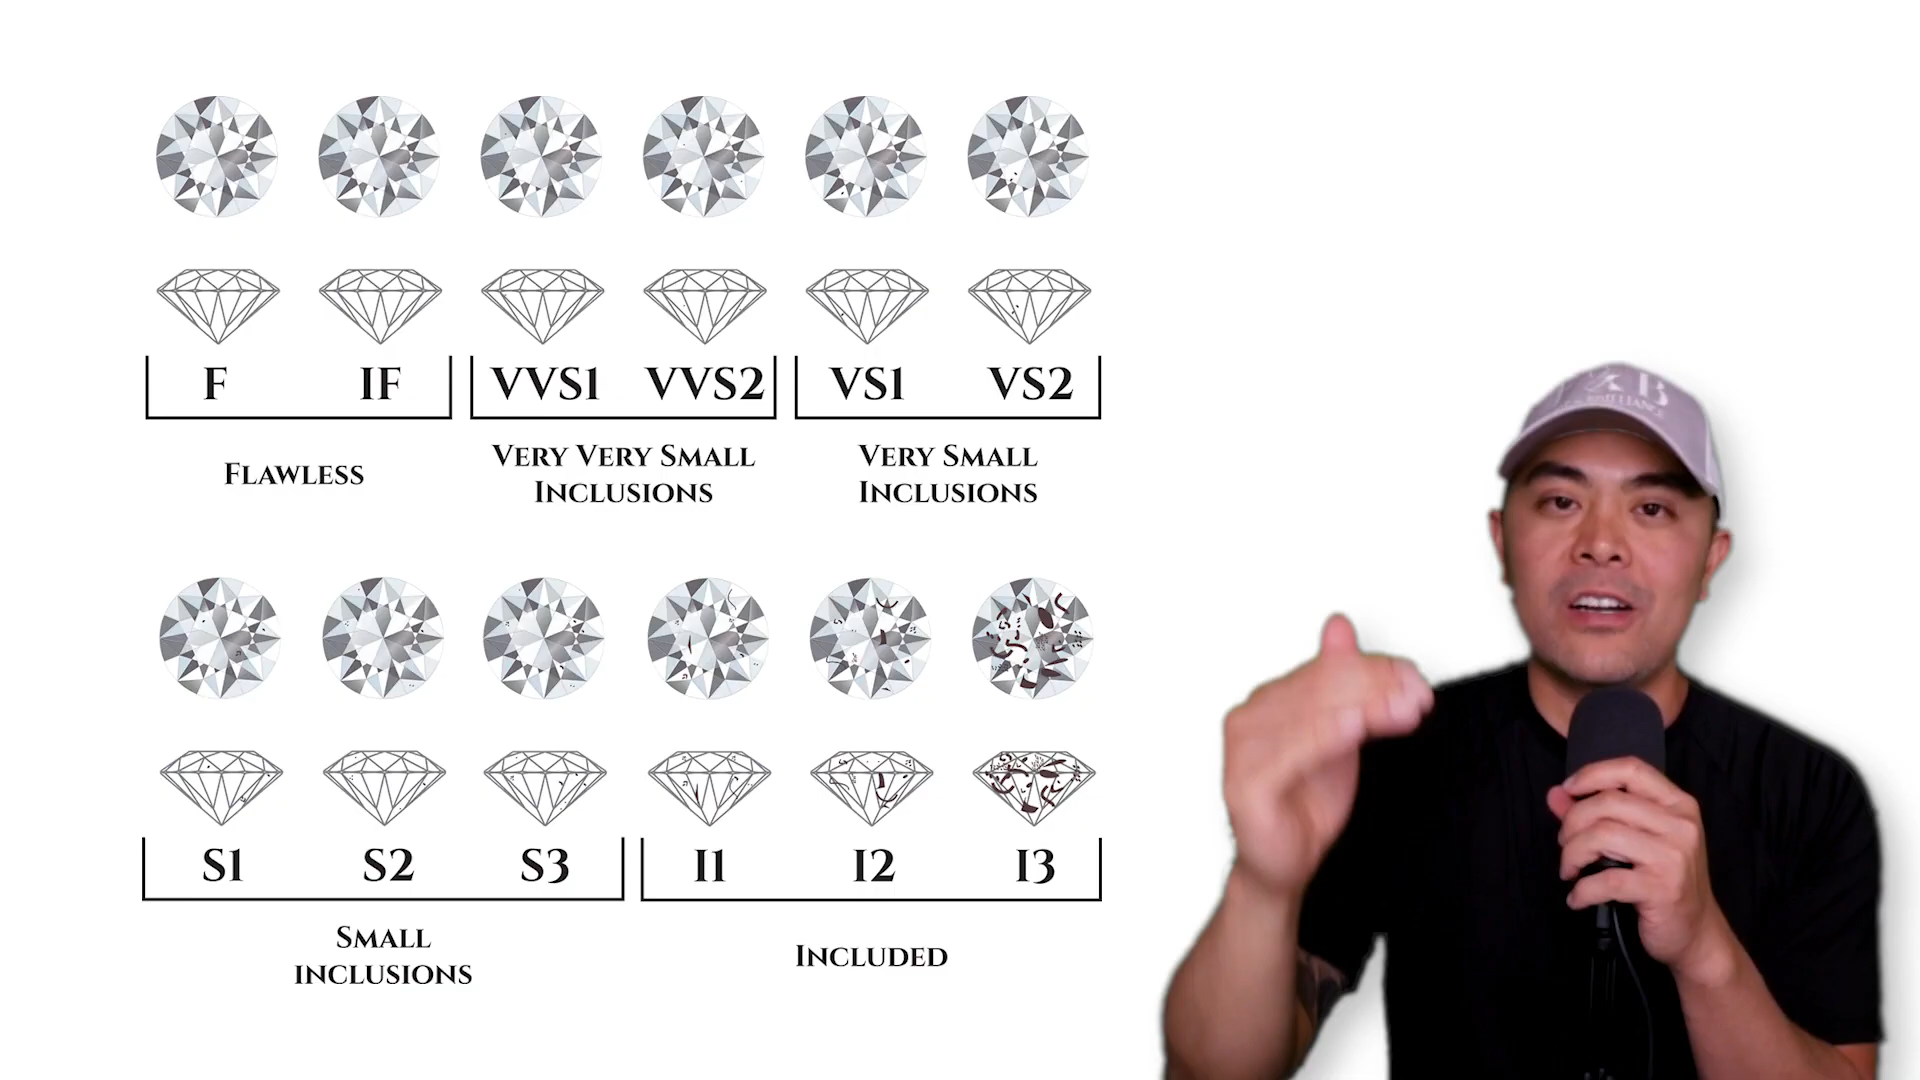 F IF VVS1 VVS2 VS1 VS2
Flawless
Very Very Small
Inclusions
Very Small
Inclusions
S1 S2 S3 I1 I2 I3
Small
inclusions
Included